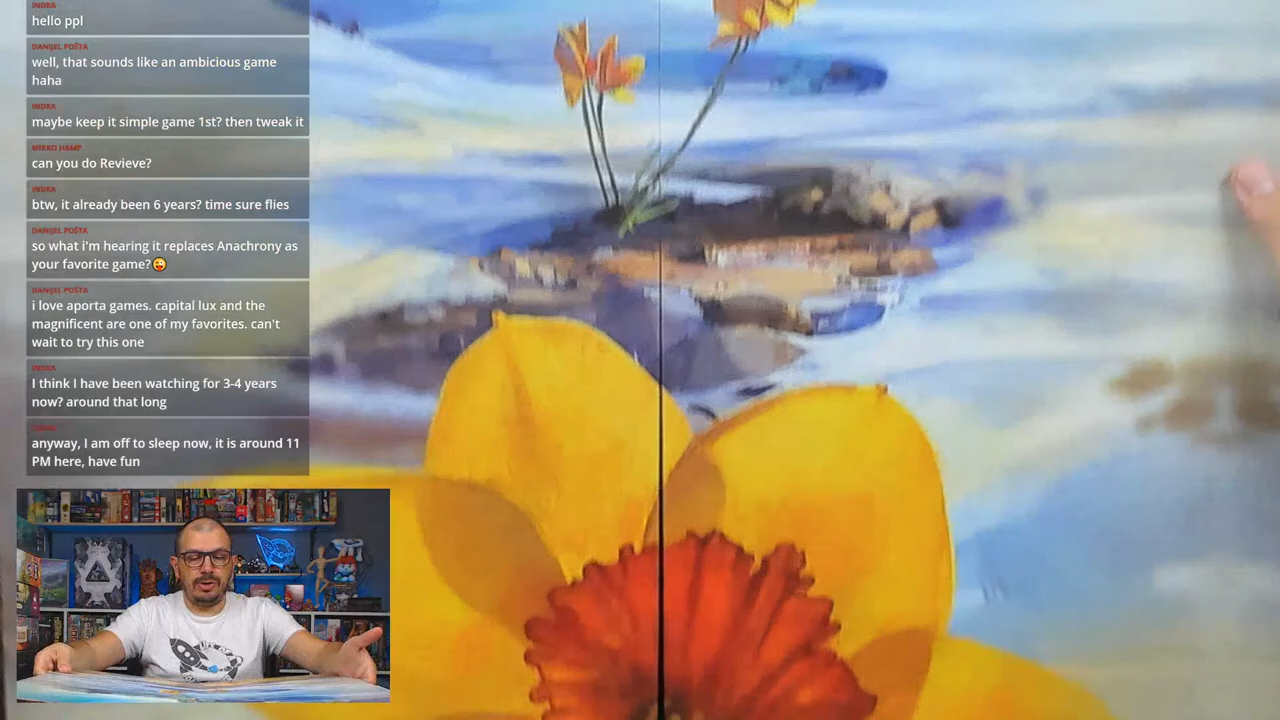 INDRA
hello ppl
DANIJEL POŠTA
well, that sounds like an ambicious game
haha
INDRA
maybe keep it simple game 1st? then tweak it
MIRKO HAMP
can you do Revieve?
INDRA
btw, it already been 6 years? time sure flies
DANIJEL POŠTA
so what i'm hearing it replaces Anachrony as
your favorite game?😜
DANIJEL POŠTA
i love aporta games. capital lux and the
magnificent are one of my favorites. can't
wait to try this one
INDRA
I think I have been watching for 3-4 years
now? around that long
anyway, I am off to sleep now, it is around 11
PM here, have fun